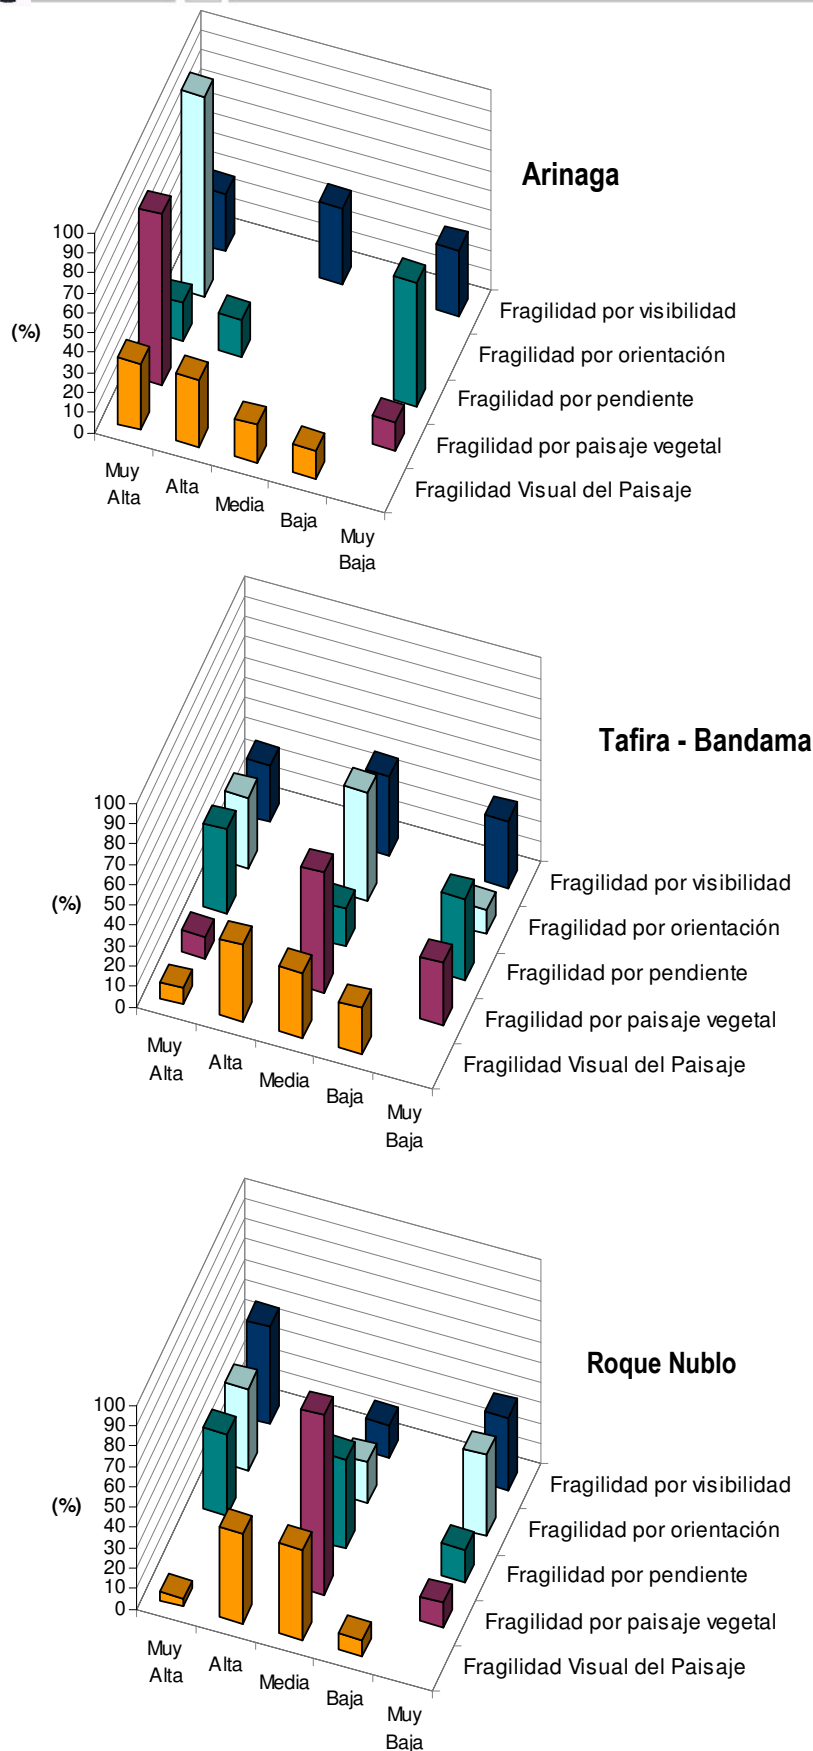 Arinaga
100
90
80
70
60
50
40
30
20
10
0
(%)
Muy
Alta
Alta
Media
Baja
Muy
Baja
Fragilidad por visibilidad
Fragilidad por orientación
Fragilidad por pendiente
Fragilidad por paisaje vegetal
Fragilidad Visual del Paisaje
Tafira - Bandama
100
90
80
70
60
50
40
30
20
10
0
(%)
Muy
Alta
Alta
Media
Baja
Muy
Baja
Fragilidad por visibilidad
Fragilidad por orientación
Fragilidad por pendiente
Fragilidad por paisaje vegetal
Fragilidad Visual del Paisaje
Roque Nublo
100
90
80
70
60
50
40
30
20
10
0
(%)
Muy
Alta
Alta
Media
Baja
Muy
Baja
Fragilidad por visibilidad
Fragilidad por orientación
Fragilidad por pendiente
Fragilidad por paisaje vegetal
Fragilidad Visual del Paisaje